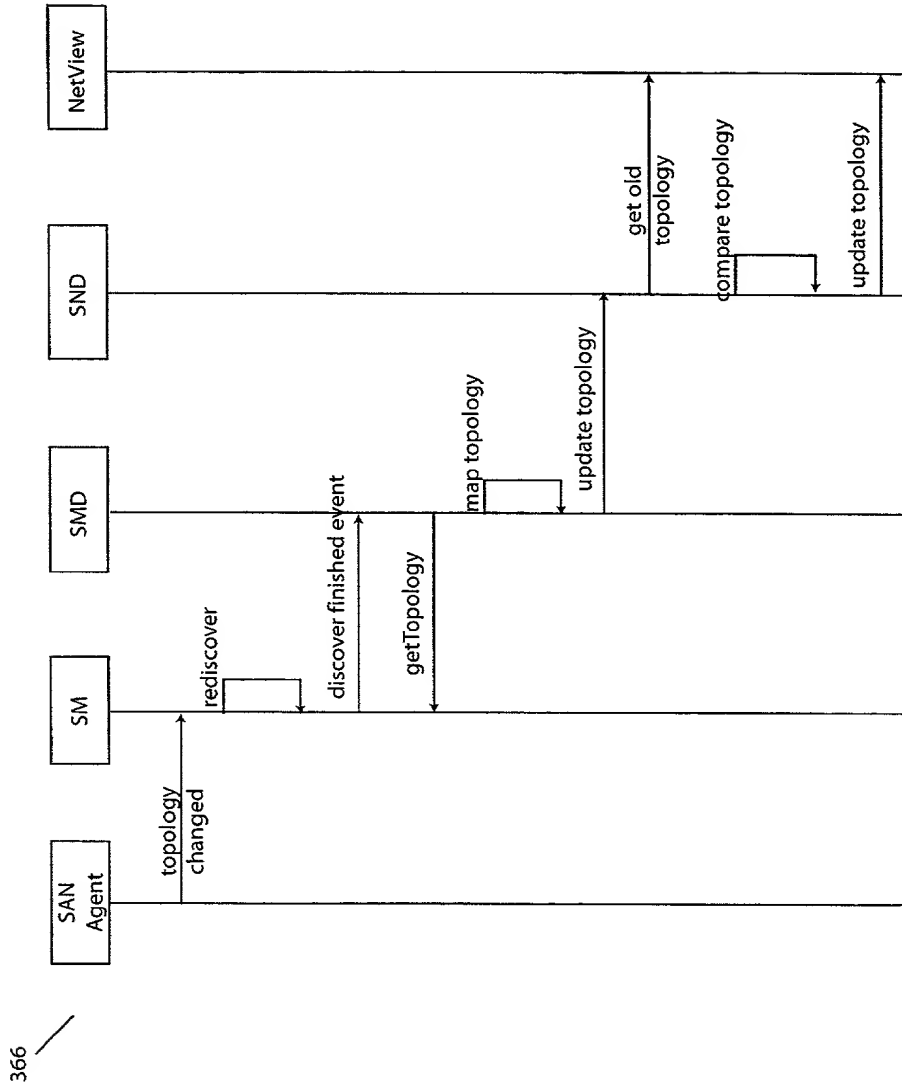 366
SAN
Agent
SM
SMD
SND
NetView
topology
changed
rediscover
discover finished event
getTopology
map topology
update topology
get old
topology
compare topology
update topology